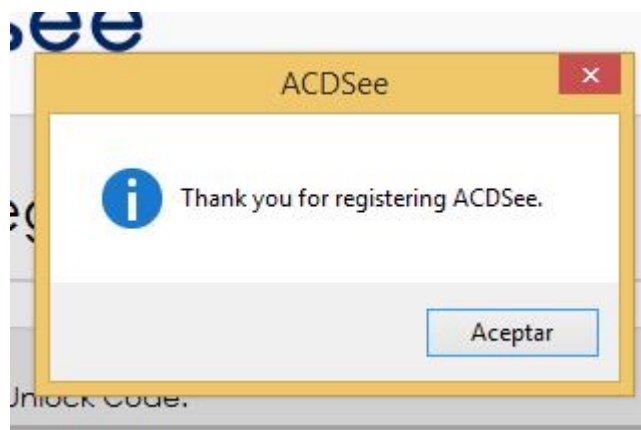 see
ACDSee
Thank you for registering ACDSee.
Aceptar
Unlock Code: